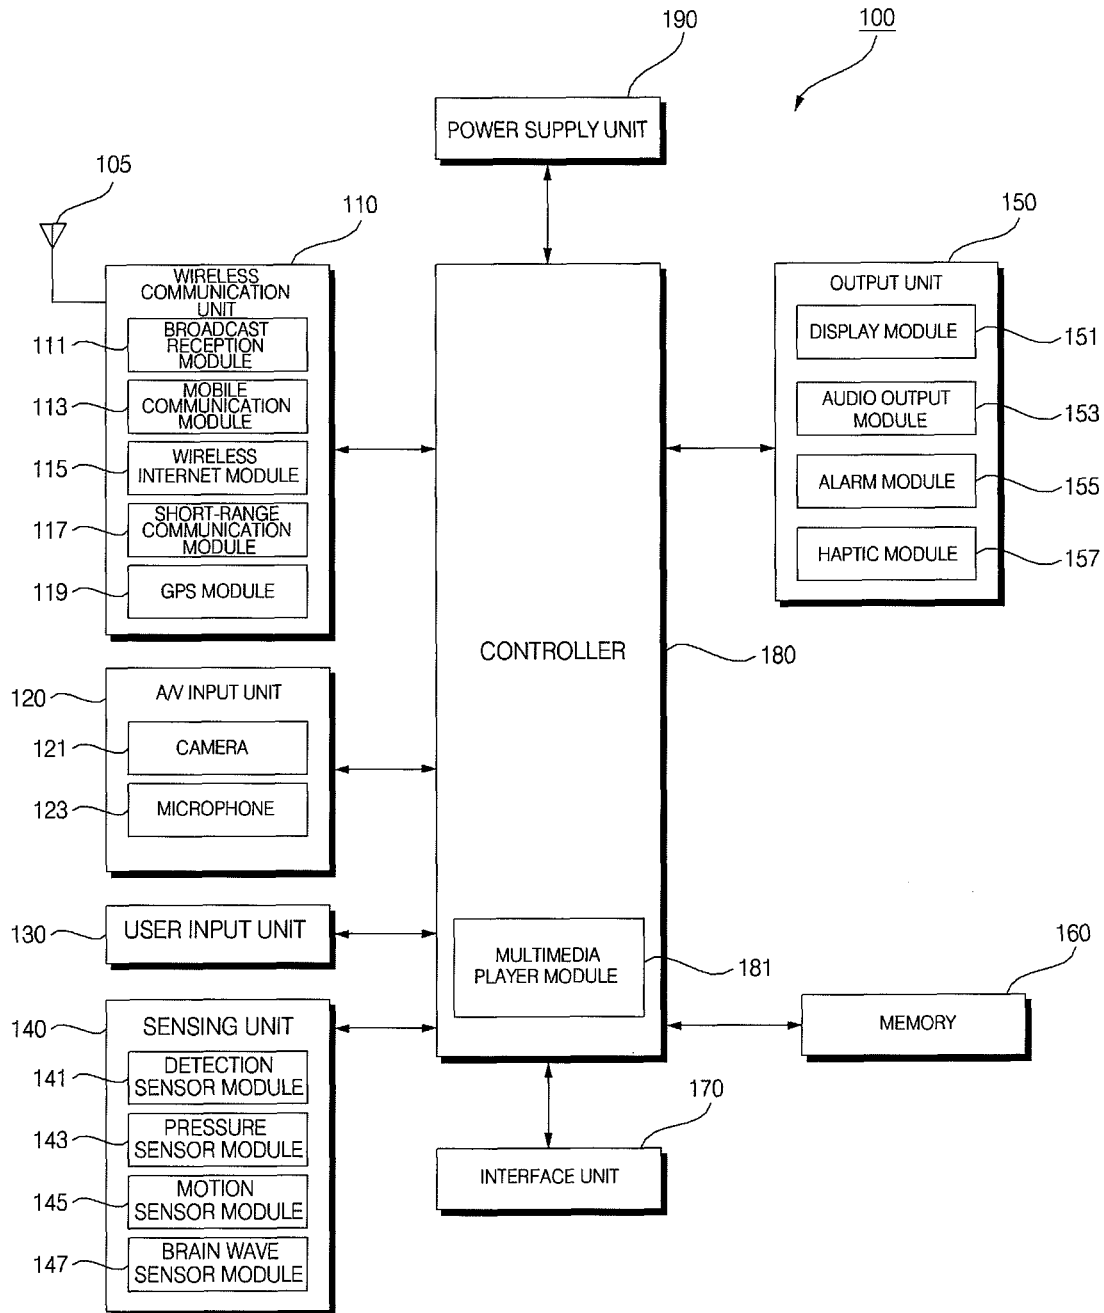 190
100
POWER SUPPLY UNIT
105
110
150
WIRELESS
COMMUNICATION
UNIT
OUTPUT UNIT
111
BROADCAST
RECEPTION
MODULE
DISPLAY MODULE
151
113
MOBILE
COMMUNICATION
MODULE
AUDIO OUTPUT
MODULE
153
115
WIRELESS
INTERNET MODULE
ALARM MODULE
155
117
SHORT-RANGE
COMMUNICATION
MODULE
HAPTIC MODULE
157
119
GPS MODULE
CONTROLLER
180
120
A/V INPUT UNIT
121
CAMERA
123
MICROPHONE
130
USER INPUT UNIT
MULTIMEDIA
PLAYER MODULE
181
160
MEMORY
140
SENSING UNIT
141
DETECTION
SENSOR MODULE
143
PRESSURE
SENSOR MODULE
145
MOTION
SENSOR MODULE
147
BRAIN WAVE
SENSOR MODULE
170
INTERFACE UNIT